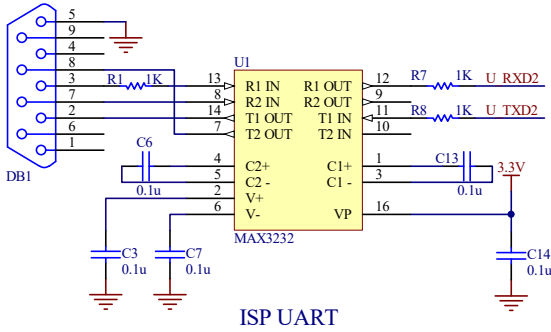 5
9
4
8
3
7
2
6
1
DB1
R1 1K
U1
13 R1 IN R1 OUT 12
8 R2 IN R2 OUT 9
14 T1 OUT T1 IN 11
7 T2 OUT T2 IN 10
4 C2+ C1+ 1
5 C2 - C1 - 3
2 V+
6 V- VP 16
MAX3232
R7 1K U_RXD2
R8 1K U_TXD2
C6
0.1u
C13
0.1u
3.3V
C3
0.1u
C7
0.1u
C14
0.1u
ISP UART